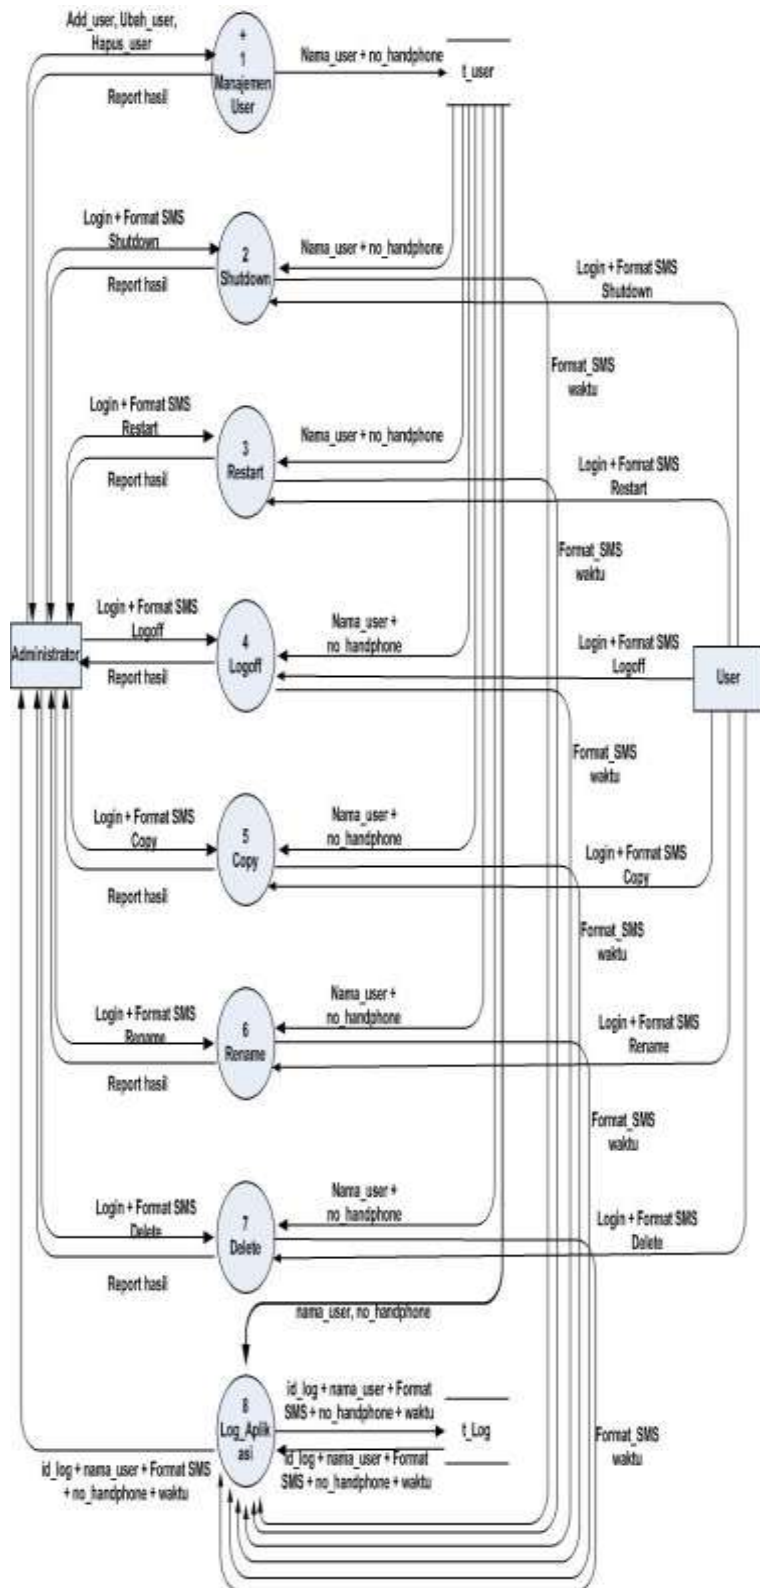 Add_user, Ubah_user,
Hapus_user
Report hasil
+
1
Manajemen
User
Nama_user + no_handphone
t_user
Login + Format SMS
Shutdown
Report hasil
2
Shutdown
Nama_user + no_handphone
Login + Format SMS
Shutdown
Format_SMS
waktu
Login + Format SMS
Restart
Report hasil
3
Restart
Nama_user + no_handphone
Login + Format SMS
Restart
Format_SMS
waktu
Administrator
Login + Format SMS
Logoff
Report hasil
4
Logoff
Nama_user +
no_handphone
Login + Format SMS
Logoff
User
Format_SMS
waktu
Login + Format SMS
Copy
Report hasil
5
Copy
Nama_user +
no_handphone
Login + Format SMS
Copy
Format_SMS
waktu
Login + Format SMS
Rename
Report hasil
6
Rename
Nama_user +
no_handphone
Login + Format SMS
Rename
Format_SMS
waktu
Login + Format SMS
Delete
Report hasil
7
Delete
Nama_user +
no_handphone
Login + Format SMS
Delete
nama_user, no_handphone
8
Log_Aplik
asi
id_log + nama_user + Format
SMS + no_handphone + waktu
t_Log
id_log + nama_user + Format
SMS + no_handphone + waktu
Format_SMS
waktu
id_log + nama_user + Format SMS
+ no_handphone + waktu